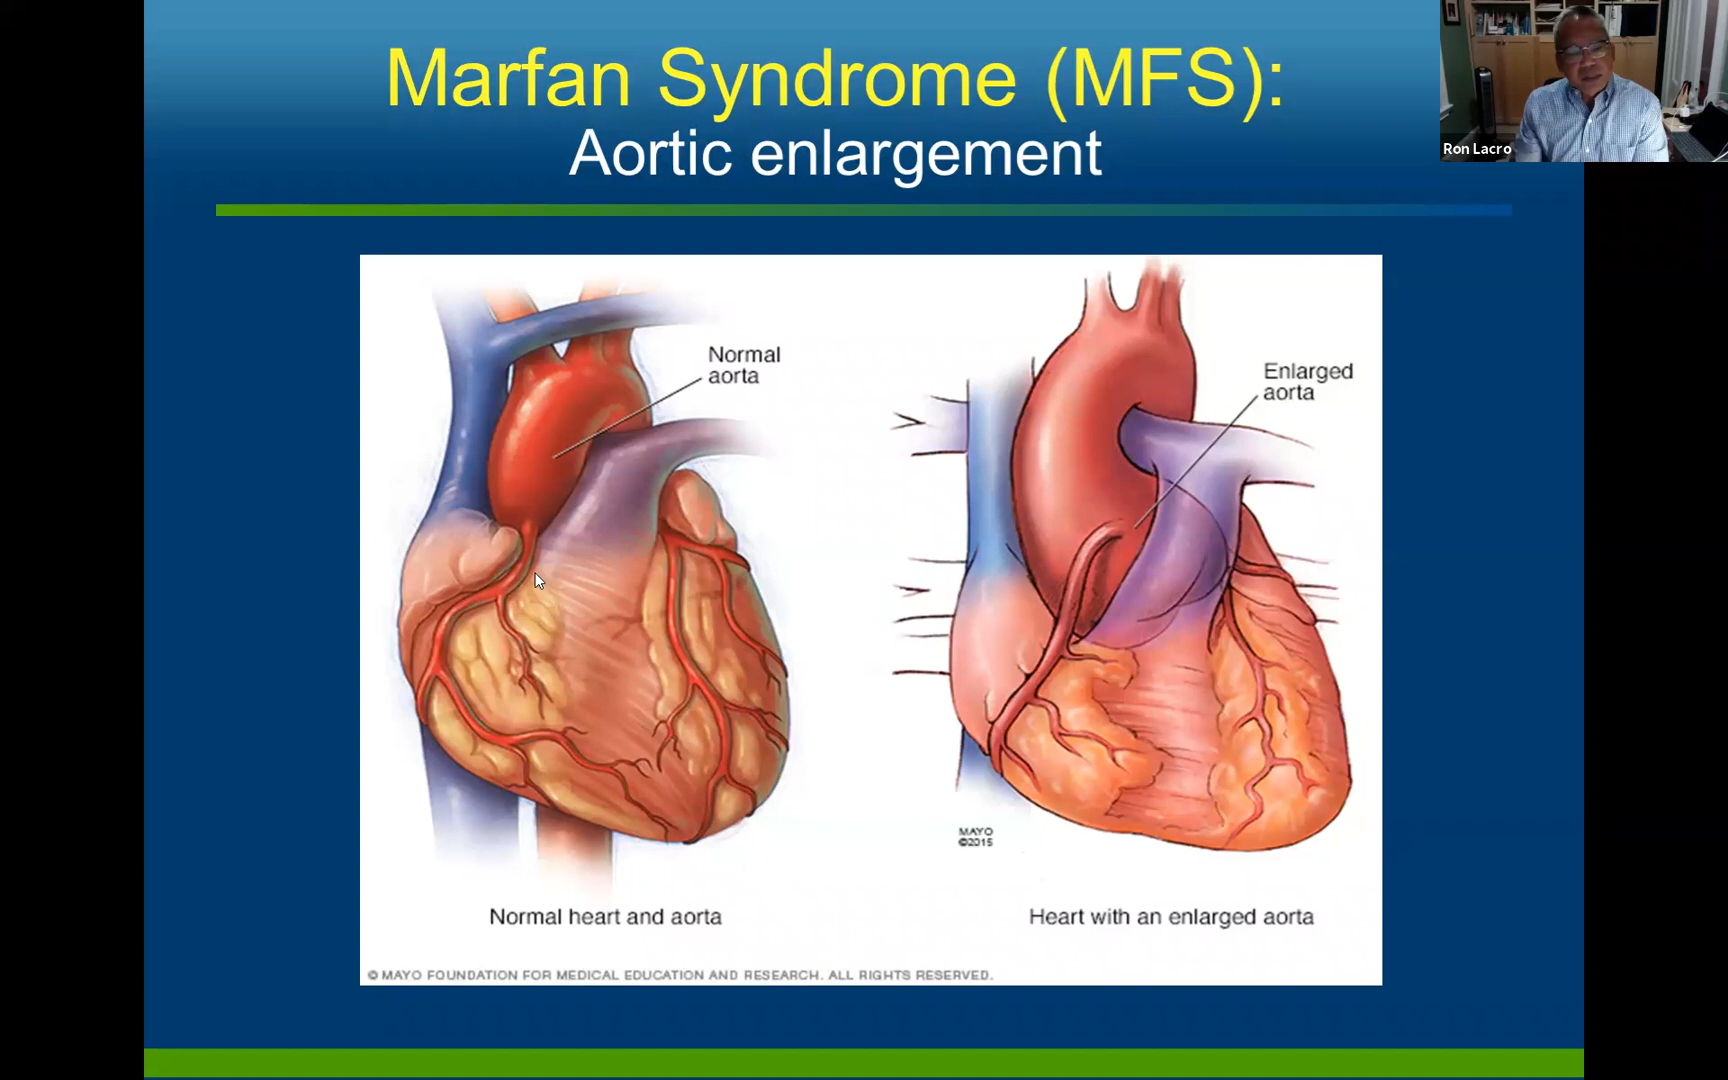 Marfan Syndrome (MFS):
Aortic enlargement
Ron Lacro
Normal
aorta
Enlarged
aorta
MAYO
©2015
Normal heart and aorta
Heart with an enlarged aorta
© MAYO FOUNDATION FOR MEDICAL EDUCATION AND RESEARCH. ALL RIGHTS RESERVED.